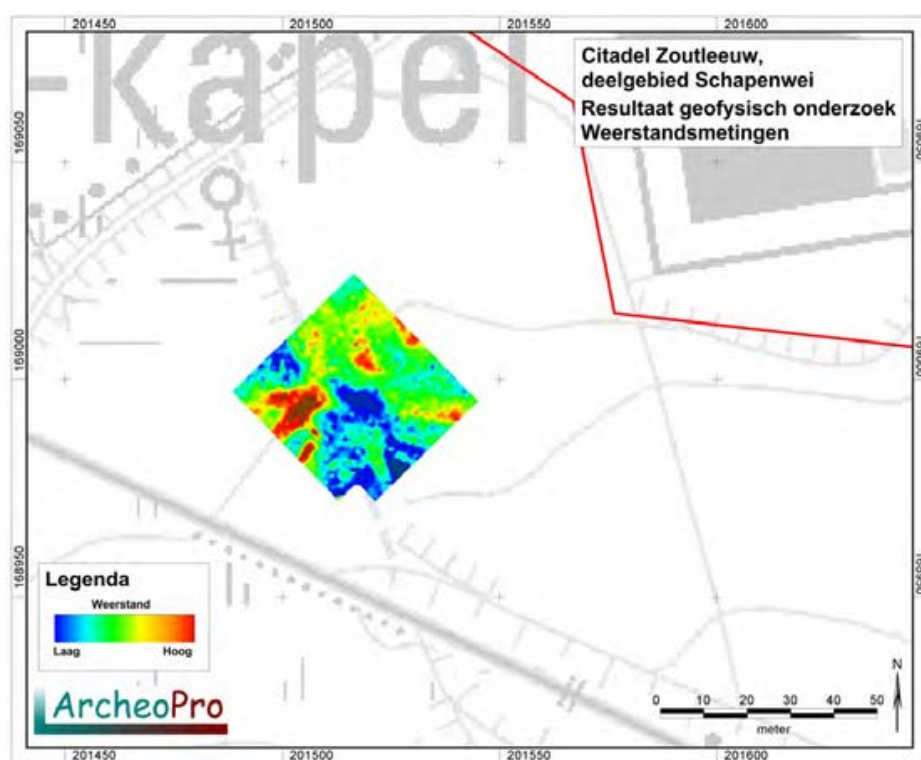 201450 201500 201550 201600
-kapel
Citadel Zoutleeuw,
deelgebied Schapenwei
Resultaat geofysisch onderzoek
Weerstandsmetingen
169050
169000
168950
Legenda
Weerstand
Laag Hoog
ArcheoPro
N
0 10 20 30 40 50
meter
201450 201500 201550 201600